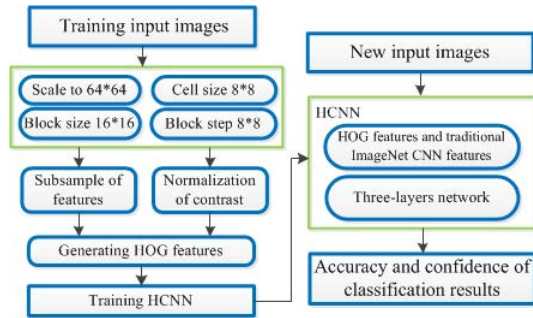 Training input images
Scale to 64*64
Cell size 8*8
Block size 16*16
Block step 8*8
Subsample of
features
Normalization
of contrast
Generating HOG features
Training HCNN
New input images
HCNN
HOG features and traditional
ImageNet CNN features
Three-layers network
Accuracy and confidence of
classification results